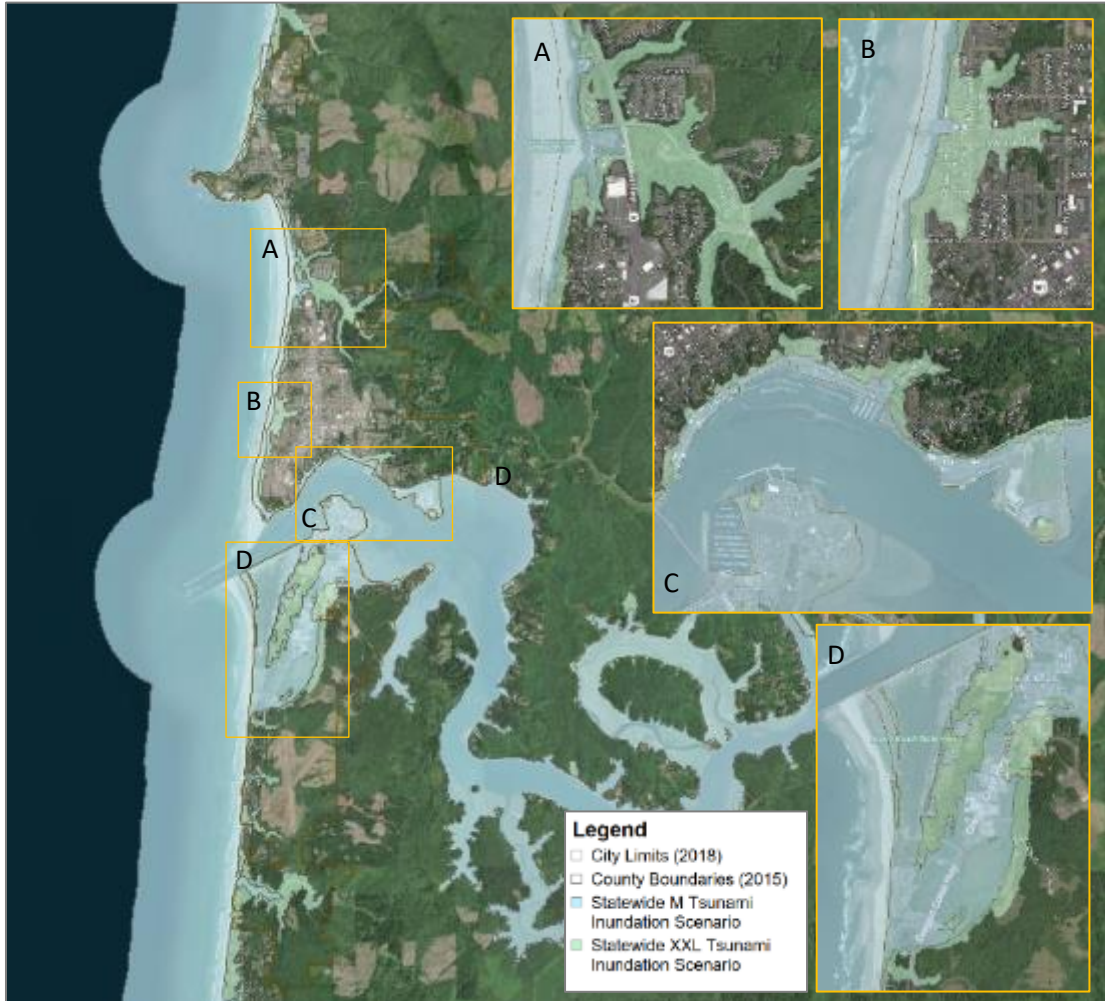 A
B
A
B
D
C
D
C
D
Legend
City Limits (2018)
County Boundaries (2015)
Statewide M Tsunami
Inundation Scenario
Statewide XXL Tsunami
Inundation Scenario